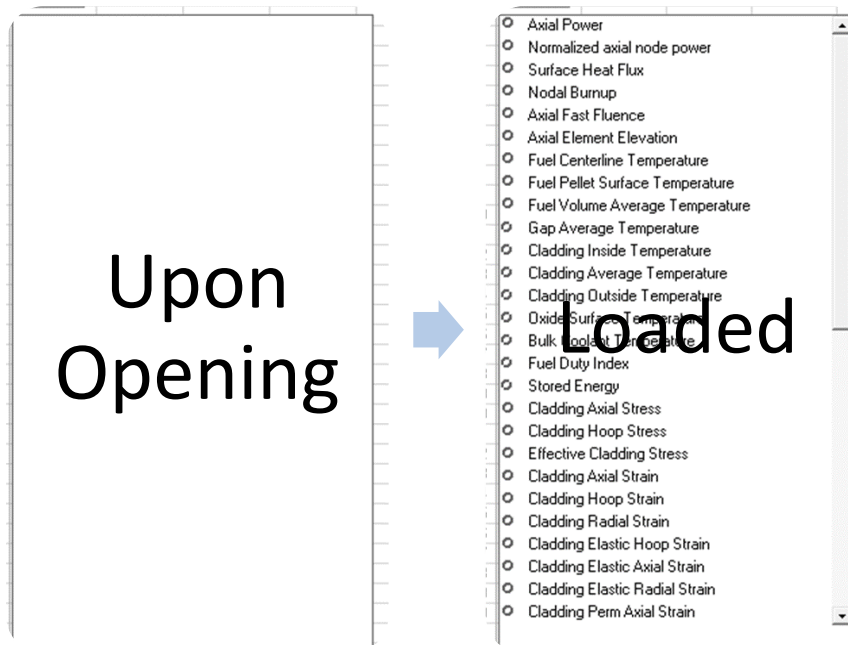 Upon
Opening
Axial Power
Normalized axial node power
Surface Heat Flux
Nodal Burnup
Axial Fast Fluence
Axial Element Elevation
Fuel Centerline Temperature
Fuel Pellet Surface Temperature
Fuel Volume Average Temperature
Gap Average Temperature
Cladding Inside Temperature
Cladding Average Temperature
Cladding Outside Temperature
Oxide Surface Temperature
Bulk Coolant Temperature
Loaded
Fuel Duty Index
Stored Energy
Cladding Axial Stress
Cladding Hoop Stress
Effective Cladding Stress
Cladding Axial Strain
Cladding Hoop Strain
Cladding Radial Strain
Cladding Elastic Hoop Strain
Cladding Elastic Axial Strain
Cladding Elastic Radial Strain
Cladding Perm Axial Strain